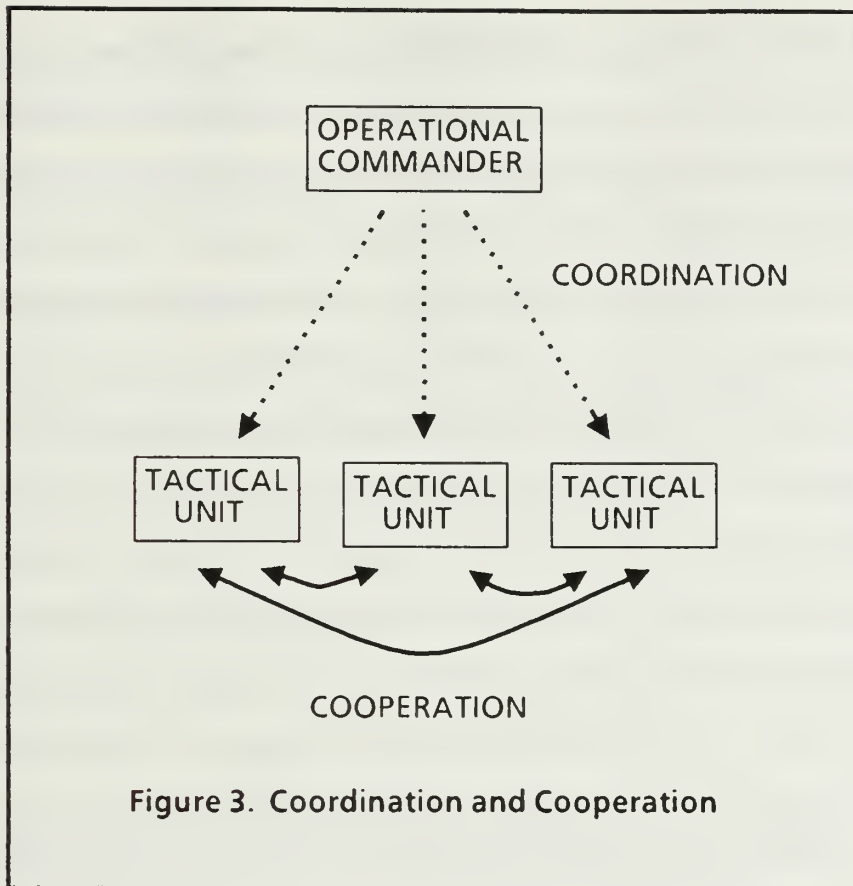 OPERATIONAL
COMMANDER
COORDINATION
TACTICAL
UNIT
TACTICAL
UNIT
TACTICAL
UNIT
COOPERATION
Figure 3. Coordination and Cooperation